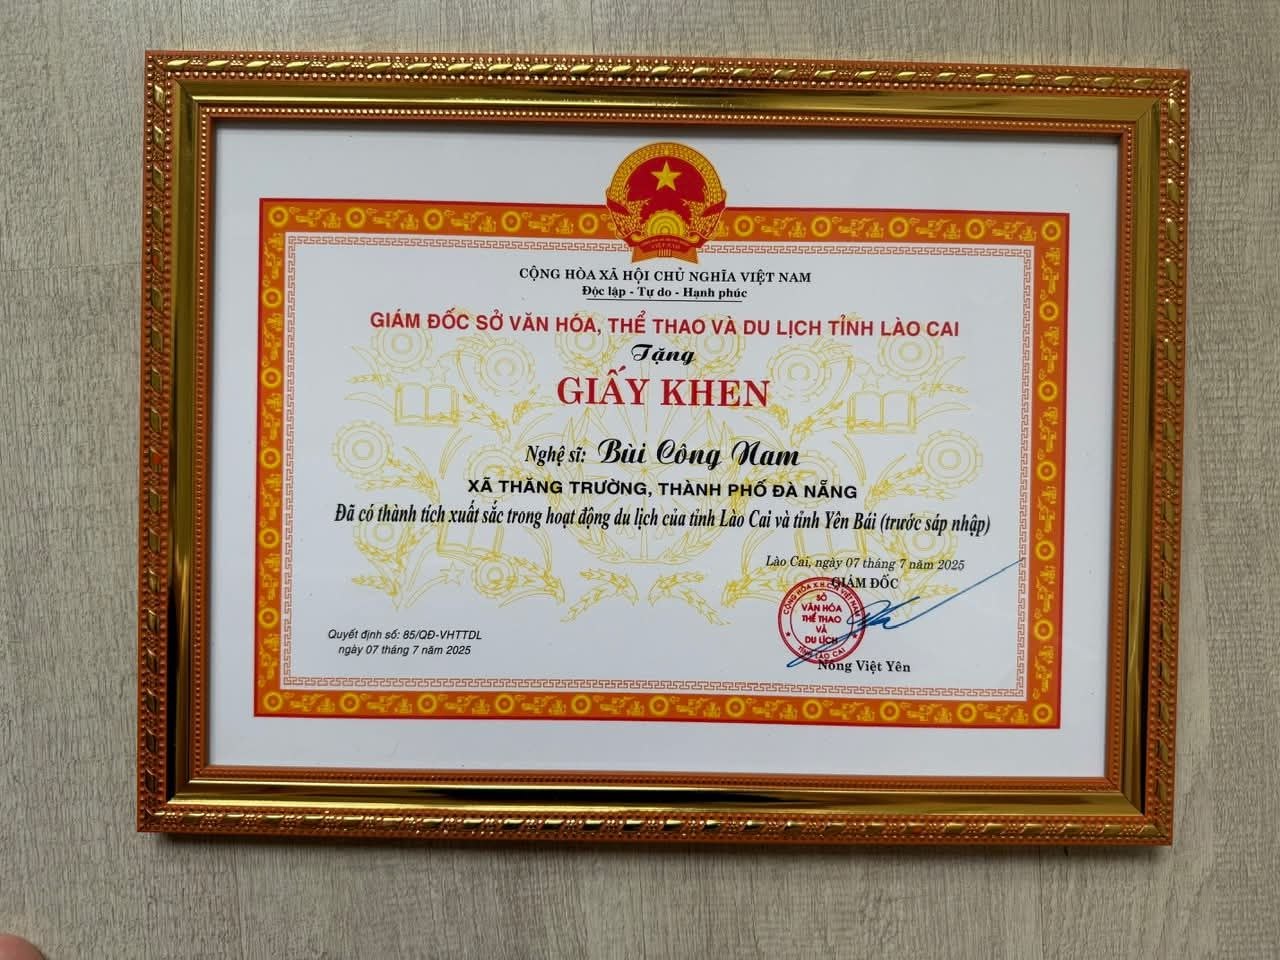 CỘNG HÒA XÃ HỘI CHỦ NGHĨA VIỆT NAM
Độc lập - Tự do - Hạnh phúc
GIÁM ĐỐC SỞ VĂN HÓA, THỂ THAO VÀ DU LỊCH TỈNH LÀO CAI
Tặng
GIẤY KHEN
Nghệ sĩ: Bùi Công Nam
XÃ THĂNG TRƯỜNG, THÀNH PHỐ ĐÀ NẴNG
Đã có thành tích xuất sắc trong hoạt động du lịch của tỉnh Lào Cai và tỉnh Yên Bái (trước sáp nhập)
Lào Cai, ngày 07 tháng 7 năm 2025
GIÁM ĐỐC
SỞ
VĂN HÓA
THỂ THAO
VÀ
DU LỊCH
TỈNH LÀO CAI
Nông Việt Yên
Quyết định số: 85/QĐ-VHTTDL
ngày 07 tháng 7 năm 2025